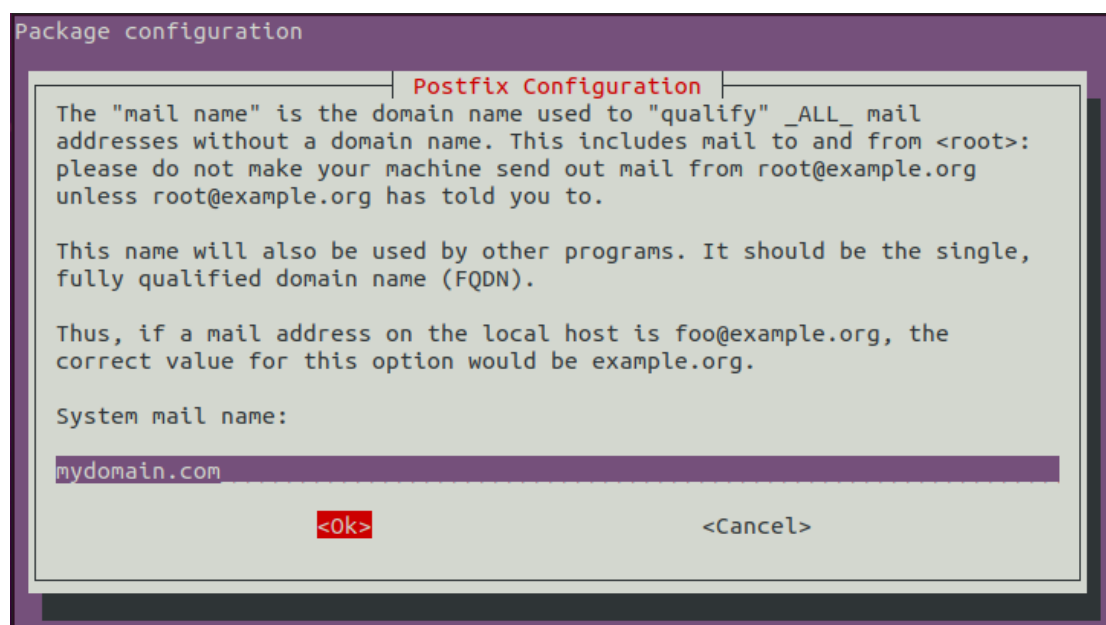 Package configuration
Postfix Configuration
The "mail name" is the domain name used to "qualify" _ALL_ mail
addresses without a domain name. This includes mail to and from <root>:
please do not make your machine send out mail from root@example.org
unless root@example.org has told you to.
This name will also be used by other programs. It should be the single,
fully qualified domain name (FQDN).
Thus, if a mail address on the local host is foo@example.org, the
correct value for this option would be example.org.
System mail name:
mydomain.com
<Ok> <Cancel>